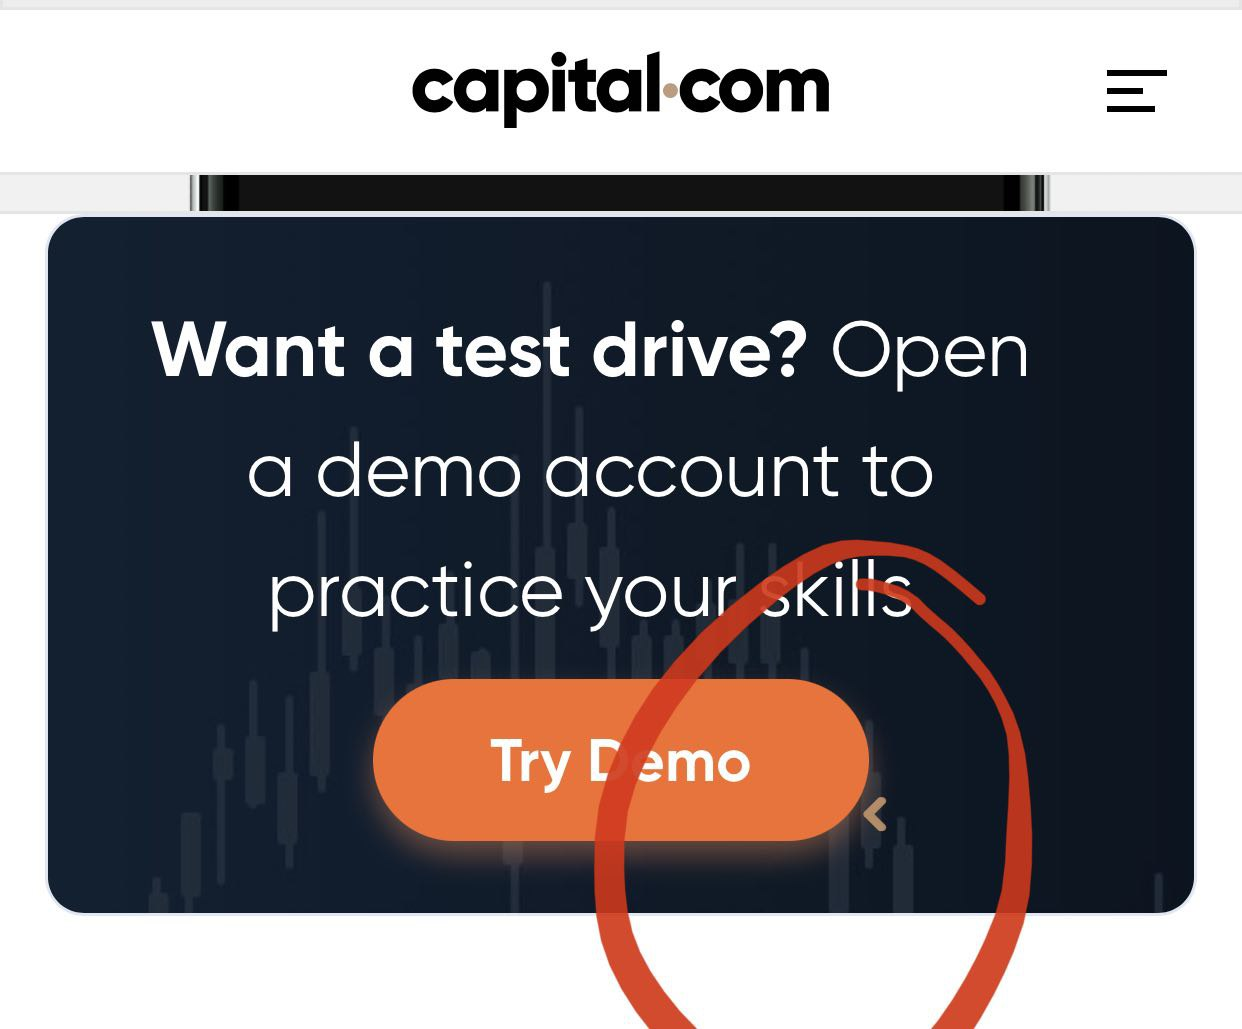 capital.com
Want a test drive? Open
a demo account to
practice your skills
Try Demo